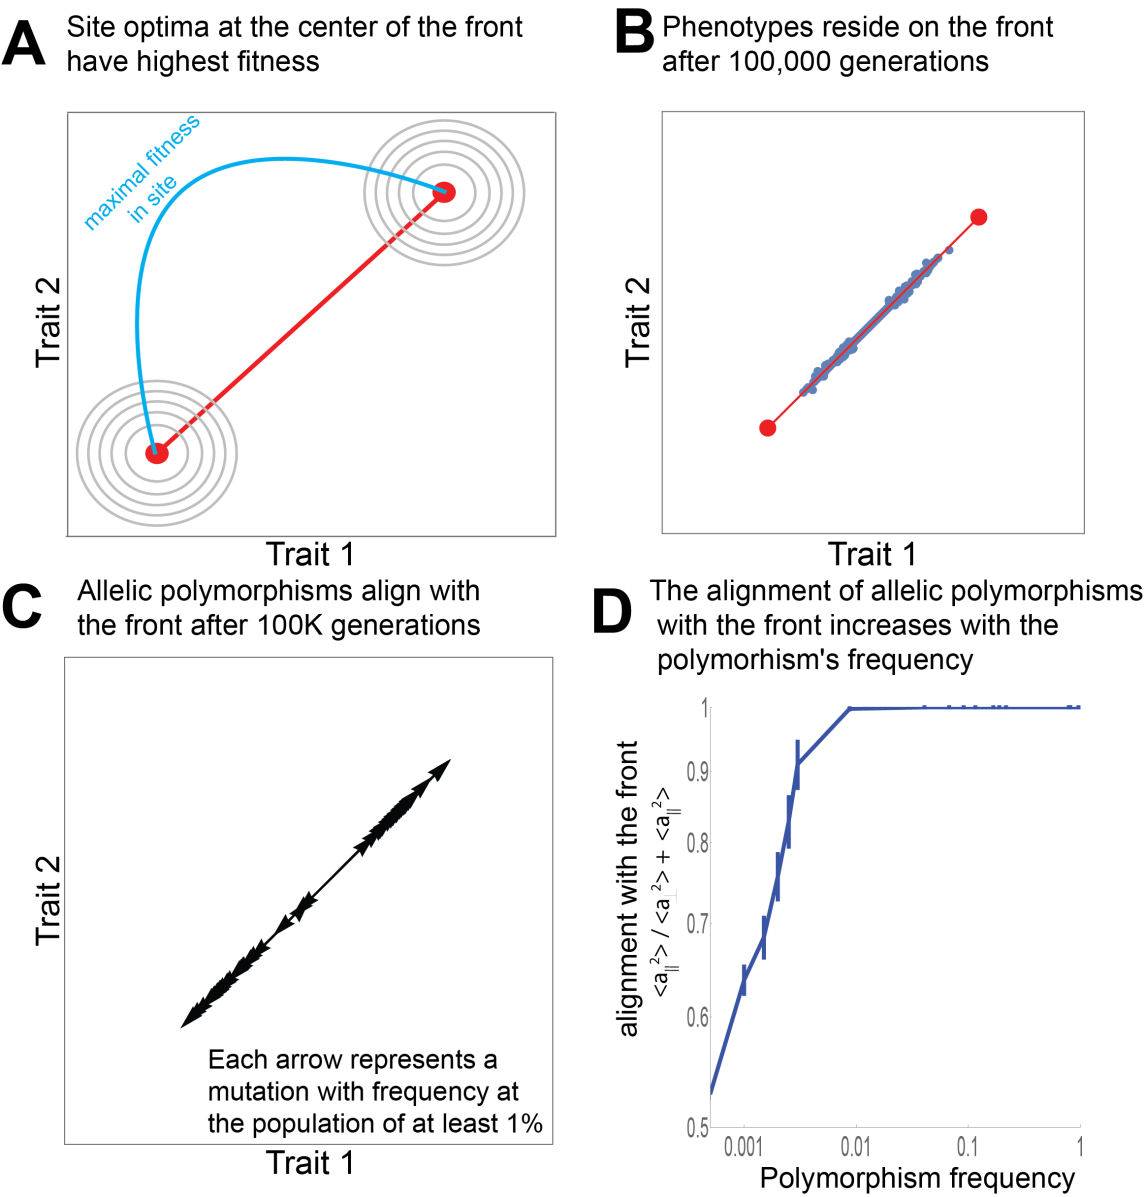 A
Site optima at the center of the front
have highest fitness
maximal fitness
in site
Trait 2
Trait 1
B
Phenotypes reside on the front
after 100,000 generations
Trait 2
Trait 1
C
Allelic polymorphisms align with
the front after 100K generations
Trait 2
Each arrow represents a
mutation with frequency at
the population of at least 1%
Trait 1
D
The alignment of allelic polymorphisms
with the front increases with the
polymorhism's frequency
alignment with the front
<a∥²> / <a⊥²> + <a∥²>
1
0.9
0.8
0.7
0.6
0.5
0.001 0.01 0.1 1
Polymorphism frequency